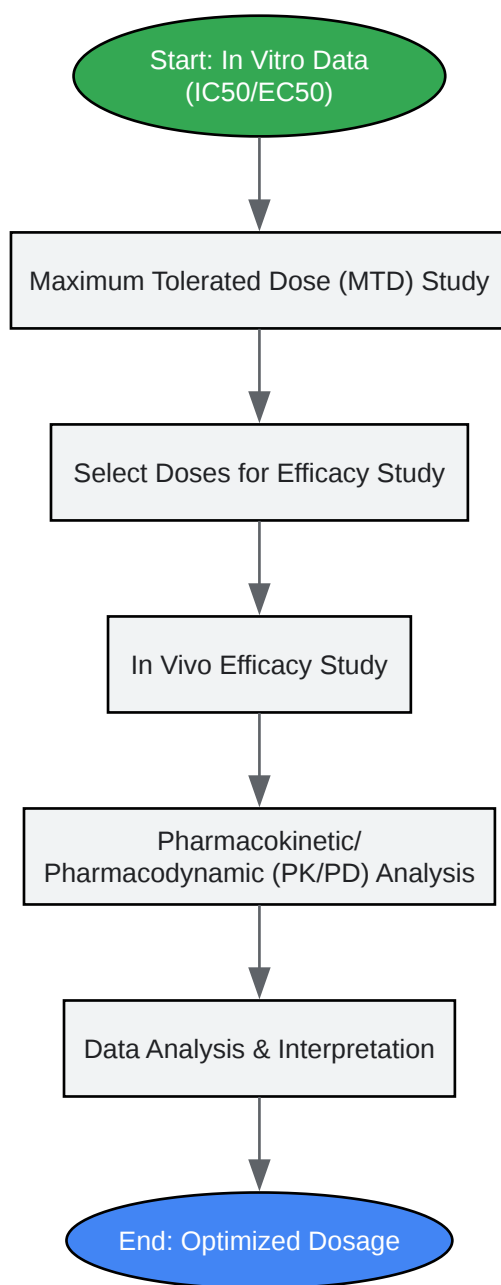 Start: In Vitro Data
(IC50/EC50)
Maximum Tolerated Dose (MTD) Study
Select Doses for Efficacy Study
In Vivo Efficacy Study
Pharmacokinetic/
Pharmacodynamic (PK/PD) Analysis
Data Analysis & Interpretation
End: Optimized Dosage